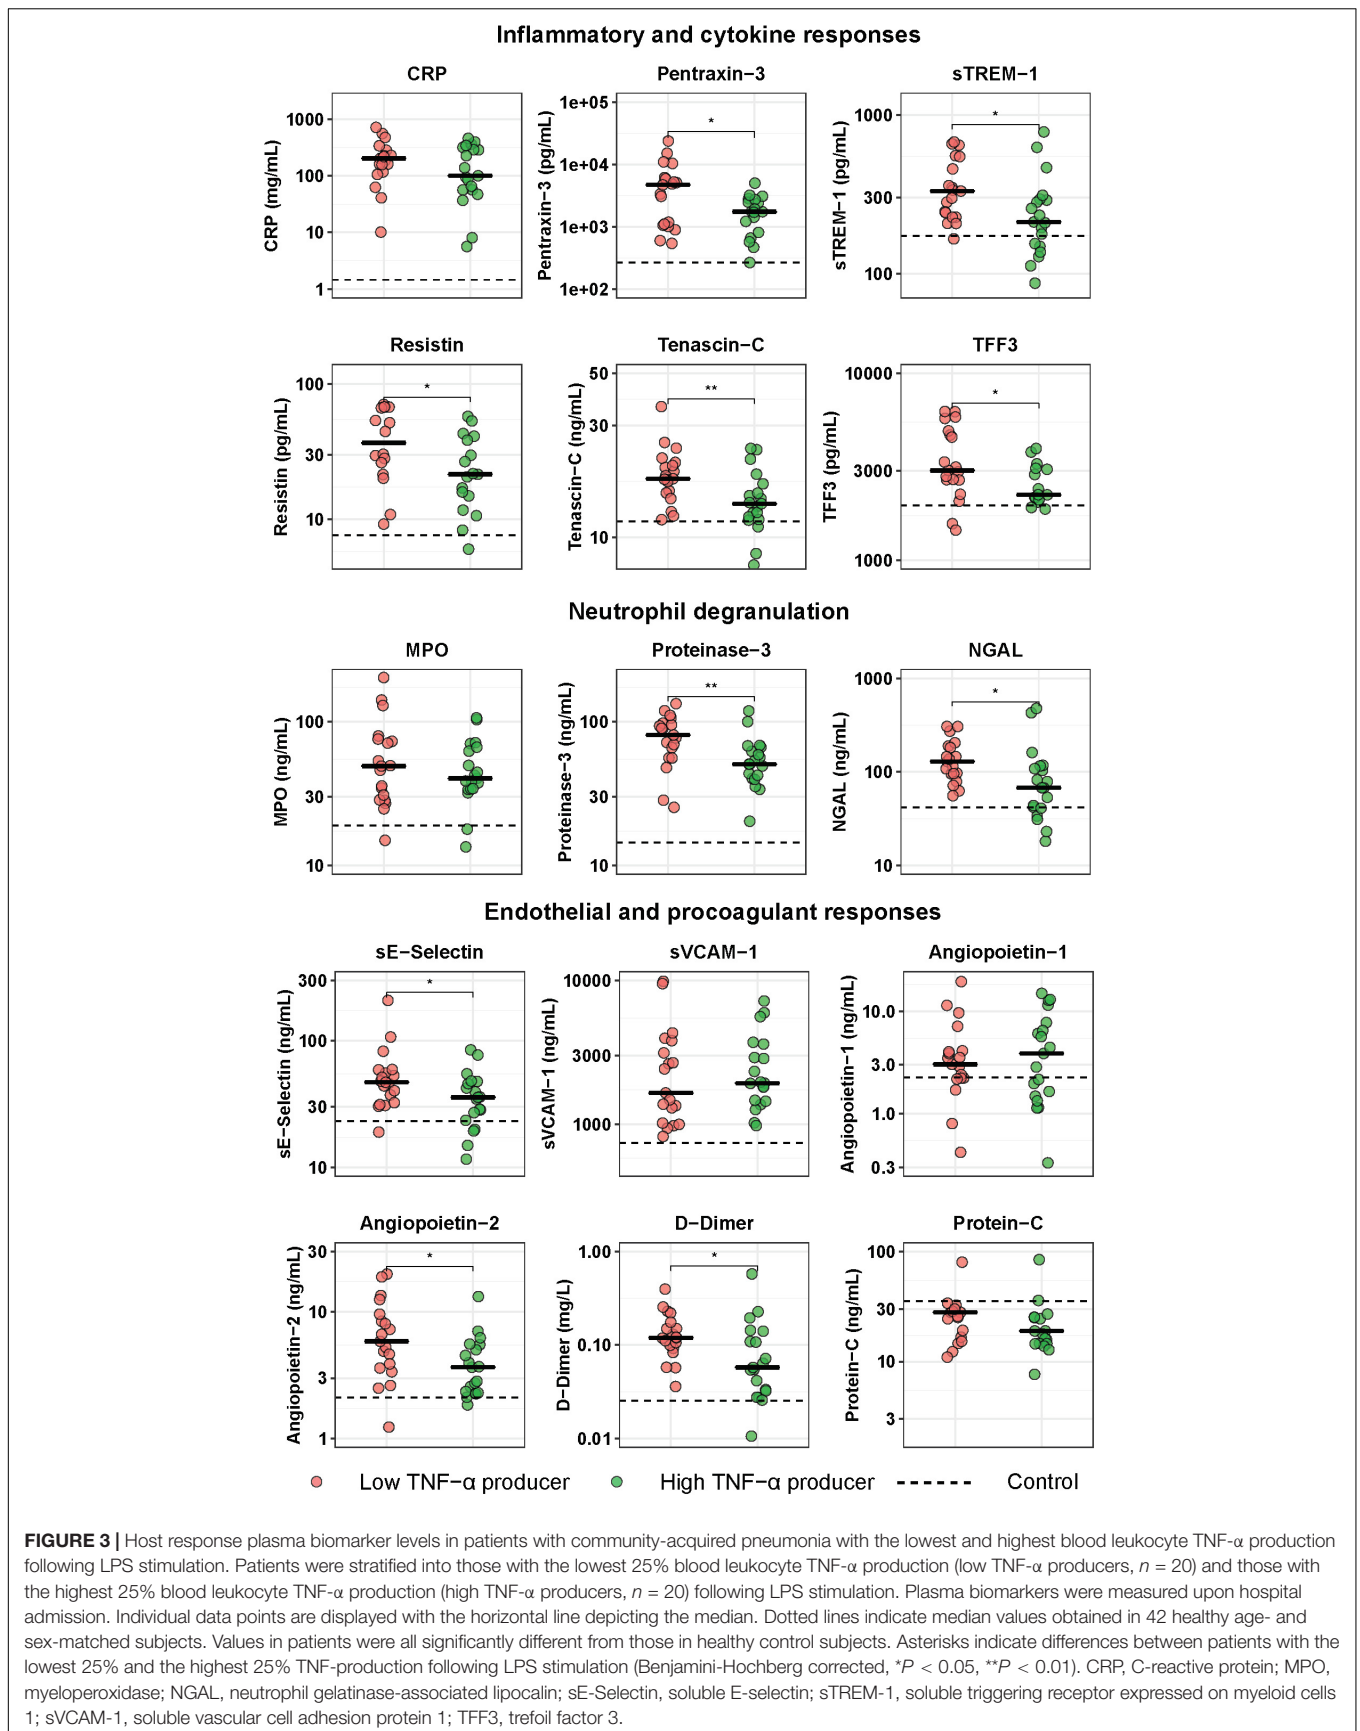 Inflammatory and cytokine responses
CRP
Pentraxin−3
sTREM−1
CRP (mg/mL)
1000
100
10
1
Pentraxin−3 (pg/mL)
1e+05
1e+04
1e+03
1e+02
*
sTREM−1 (pg/mL)
1000
300
100
*
Resistin
Tenascin−C
TFF3
Resistin (pg/mL)
100
30
10
*
Tenascin−C (ng/mL)
50
30
10
**
TFF3 (pg/mL)
10000
3000
1000
*
Neutrophil degranulation
MPO
Proteinase−3
NGAL
MPO (ng/mL)
100
30
10
Proteinase−3 (ng/mL)
100
30
10
**
NGAL (ng/mL)
1000
100
10
*
Endothelial and procoagulant responses
sE−Selectin
sVCAM−1
Angiopoietin−1
sE−Selectin (ng/mL)
300
100
30
10
*
sVCAM−1 (ng/mL)
10000
3000
1000
Angiopoietin−1 (ng/mL)
10.0
3.0
1.0
0.3
Angiopoietin−2
D−Dimer
Protein−C
Angiopoietin−2 (ng/mL)
30
10
3
1
*
D−Dimer (mg/L)
1.00
0.10
0.01
*
Protein−C (ng/mL)
100
30
10
3
Low TNF−α producer
High TNF−α producer
Control
FIGURE 3 | Host response plasma biomarker levels in patients with community-acquired pneumonia with the lowest and highest blood leukocyte TNF-α production
following LPS stimulation. Patients were stratified into those with the lowest 25% blood leukocyte TNF-α production (low TNF-α producers, n = 20) and those with
the highest 25% blood leukocyte TNF-α production (high TNF-α producers, n = 20) following LPS stimulation. Plasma biomarkers were measured upon hospital
admission. Individual data points are displayed with the horizontal line depicting the median. Dotted lines indicate median values obtained in 42 healthy age- and
sex-matched subjects. Values in patients were all significantly different from those in healthy control subjects. Asterisks indicate differences between patients with the
lowest 25% and the highest 25% TNF-production following LPS stimulation (Benjamini-Hochberg corrected, *P < 0.05, **P < 0.01). CRP, C-reactive protein; MPO,
myeloperoxidase; NGAL, neutrophil gelatinase-associated lipocalin; sE-Selectin, soluble E-selectin; sTREM-1, soluble triggering receptor expressed on myeloid cells
1; sVCAM-1, soluble vascular cell adhesion protein 1; TFF3, trefoil factor 3.